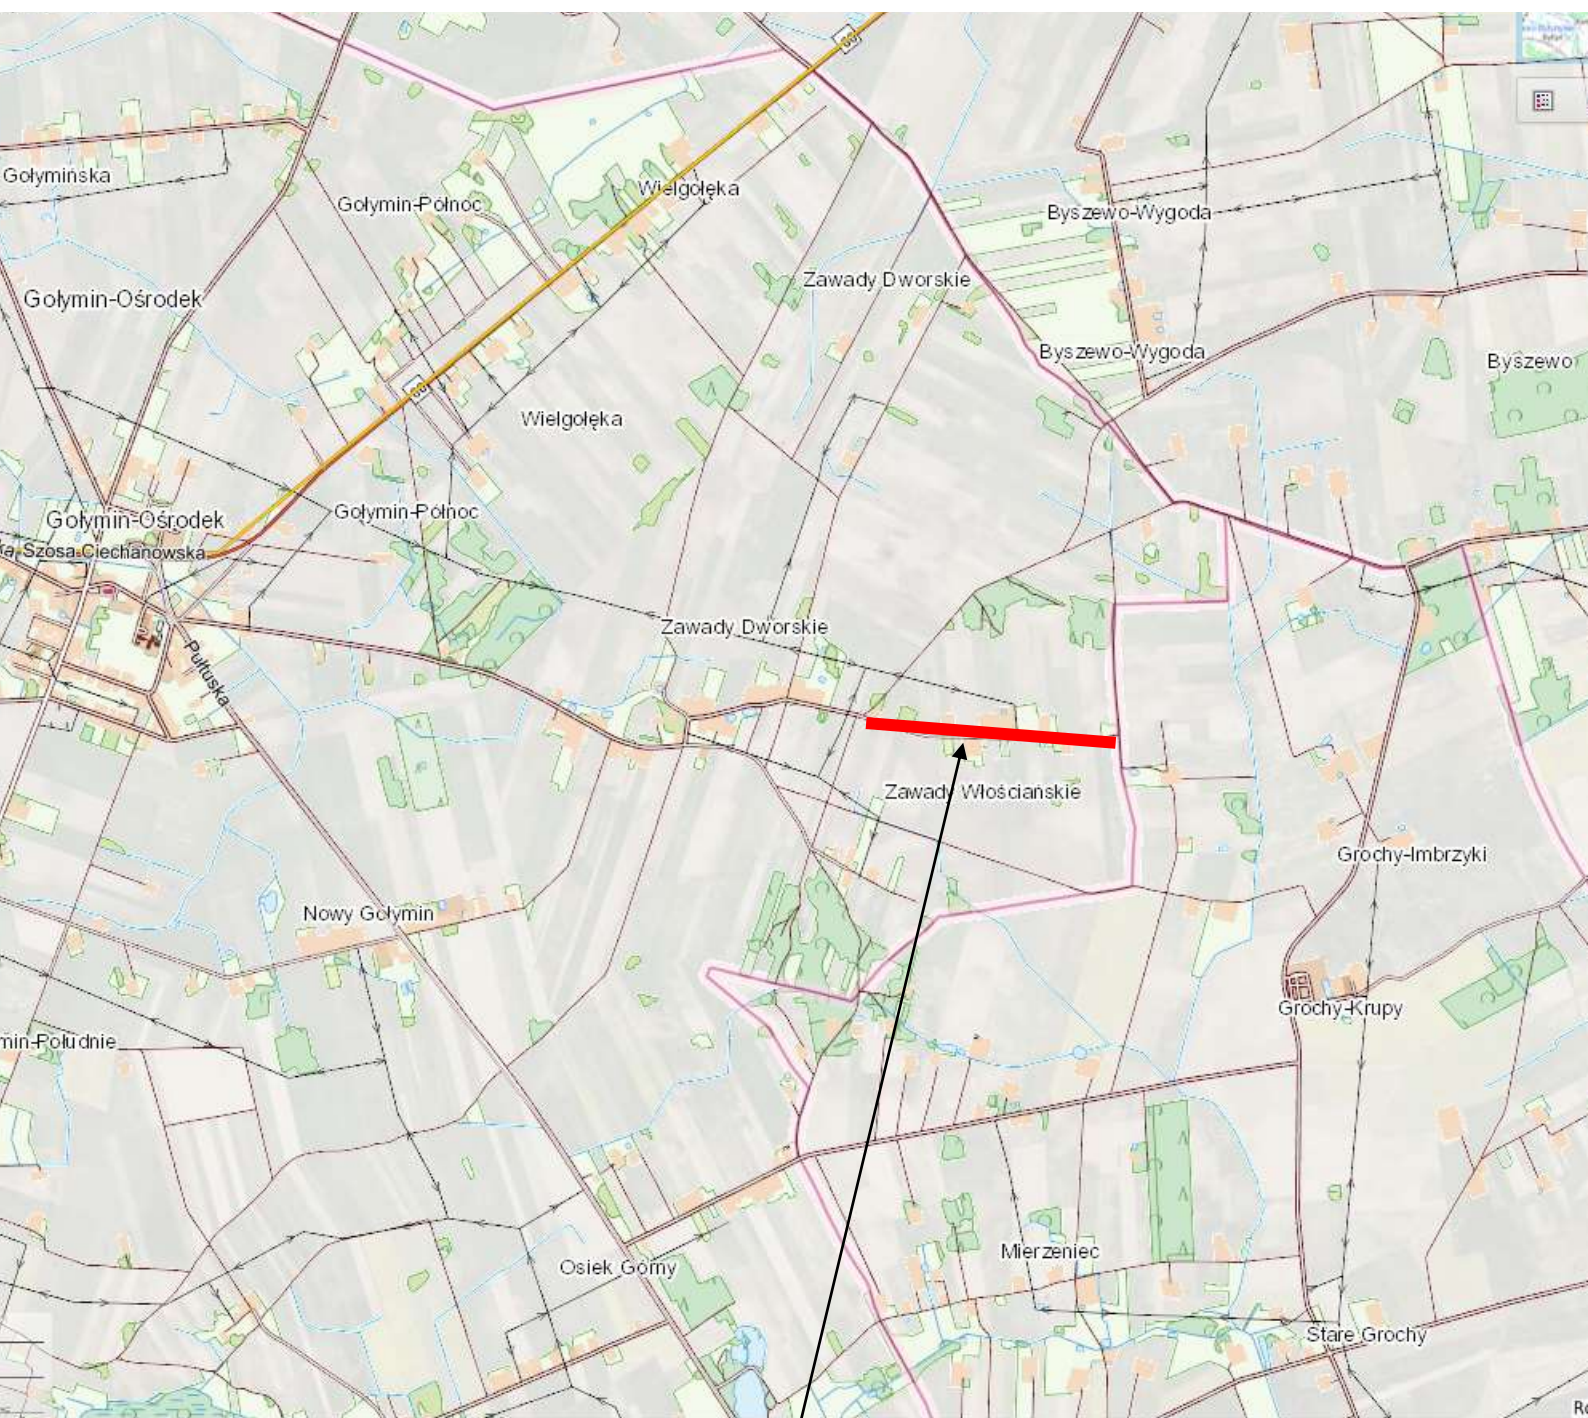 60
Gołymińska
Gołymin-Północ
Wielgołęka
Byszewo-Wygoda
Gołymin-Ośrodek
Zawady Dworskie
Byszewo-Wygoda
Byszewo
60
Wielgołęka
Gołymin-Ośrodek
Gołymin-Północ
Szosa Ciechanowska
Zawady Dworskie
Pułtuska
Zawady Włościańskie
Grochy-Imbrzyki
Nowy Gołymin
Grochy-Krupy
min-Południe
Mierzeniec
Osiek Górny
Stare Grochy